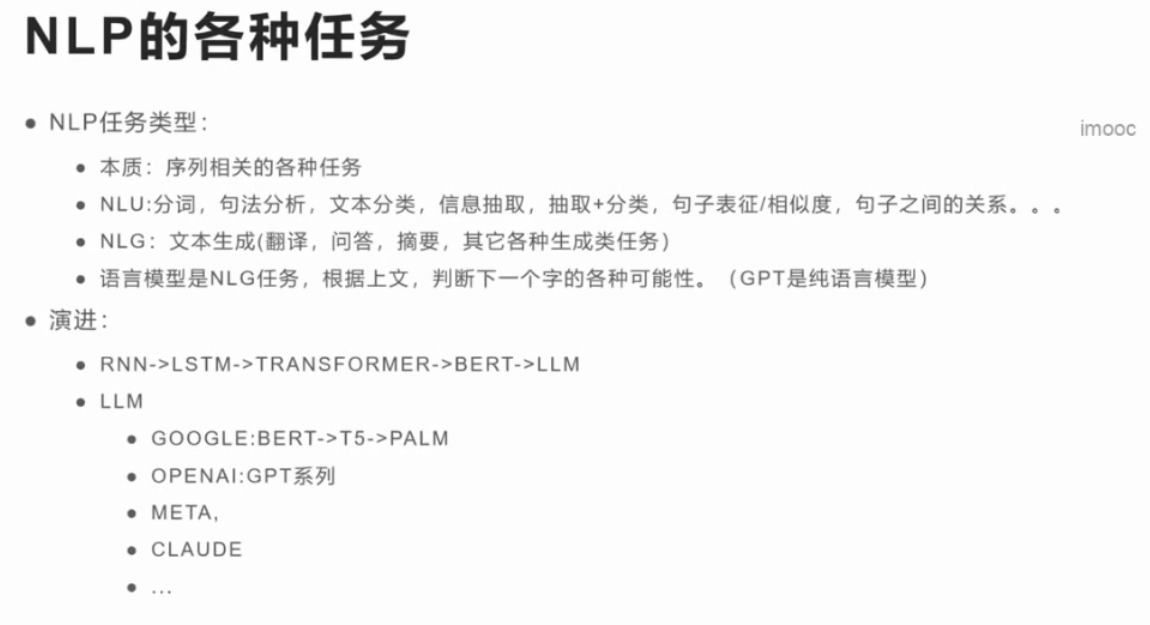 NLP的各种任务
● NLP任务类型：
imooc
● 本质：序列相关的各种任务
● NLU:分词，句法分析，文本分类，信息抽取，抽取+分类，句子表征/相似度，句子之间的关系。。。
● NLG：文本生成(翻译，问答，摘要，其它各种生成类任务）
● 语言模型是NLG任务，根据上文，判断下一个字的各种可能性。（GPT是纯语言模型）
● 演进：
● RNN->LSTM->TRANSFORMER->BERT->LLM
● LLM
● GOOGLE:BERT->T5->PALM
● OPENAI:GPT系列
● META,
● CLAUDE
● ...